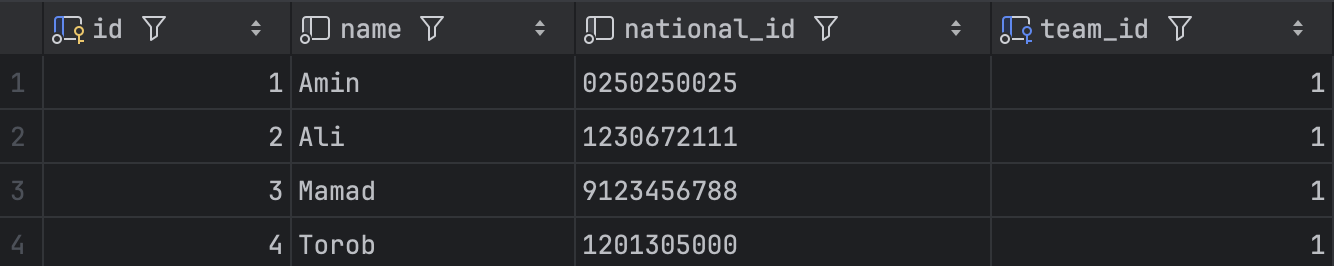 id name national_id team_id
1 1 Amin 0250250025 1
2 2 Ali 1230672111 1
3 3 Mamad 9123456788 1
4 4 Torob 1201305000 1